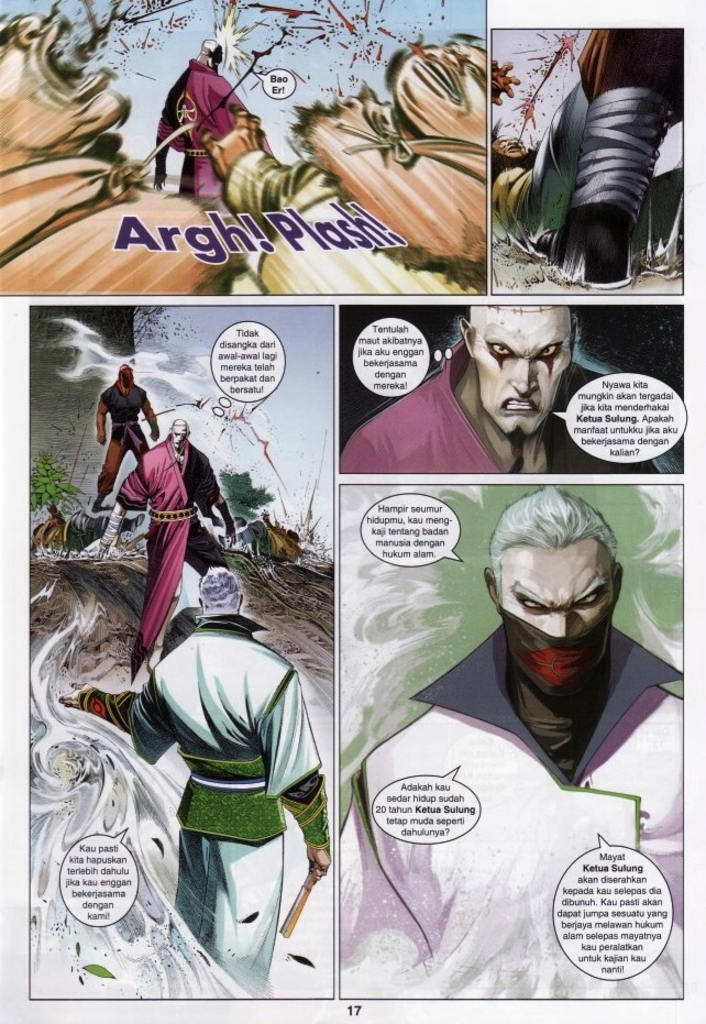 Bao
Er!
Argh! Plash!
Tidak
disangka dari
awal-awal lagi
mereka telah
berpakat dan
bersatu!
Kau pasti
kita hapuskan
terlebih dahulu
jika kau enggan
bekerjasama
dengan
kami!
Tentulah
maut akibatnya
jika aku enggan
bekerjasama
dengan
mereka!
Nyawa kita
mungkin akan tergadai
jika kita menderhakai
Ketua Sulung. Apakah
manfaat untukku jika aku
bekerjasama dengan
kalian?
Hampir seumur
hidupmu, kau meng-
kaji tentang badan
manusia dengan
hukum alam.
Adakah kau
sedar hidup sudah
20 tahun Ketua Sulung
tetap muda seperti
dahulunya?
Mayat
Ketua Sulung
akan diserahkan
kepada kau selepas dia
dibunuh. Kau pasti akan
dapat jumpa sesuatu yang
berjaya melawan hukum
alam selepas mayatnya
kau peralatkan
untuk kajian kau
nanti!
17